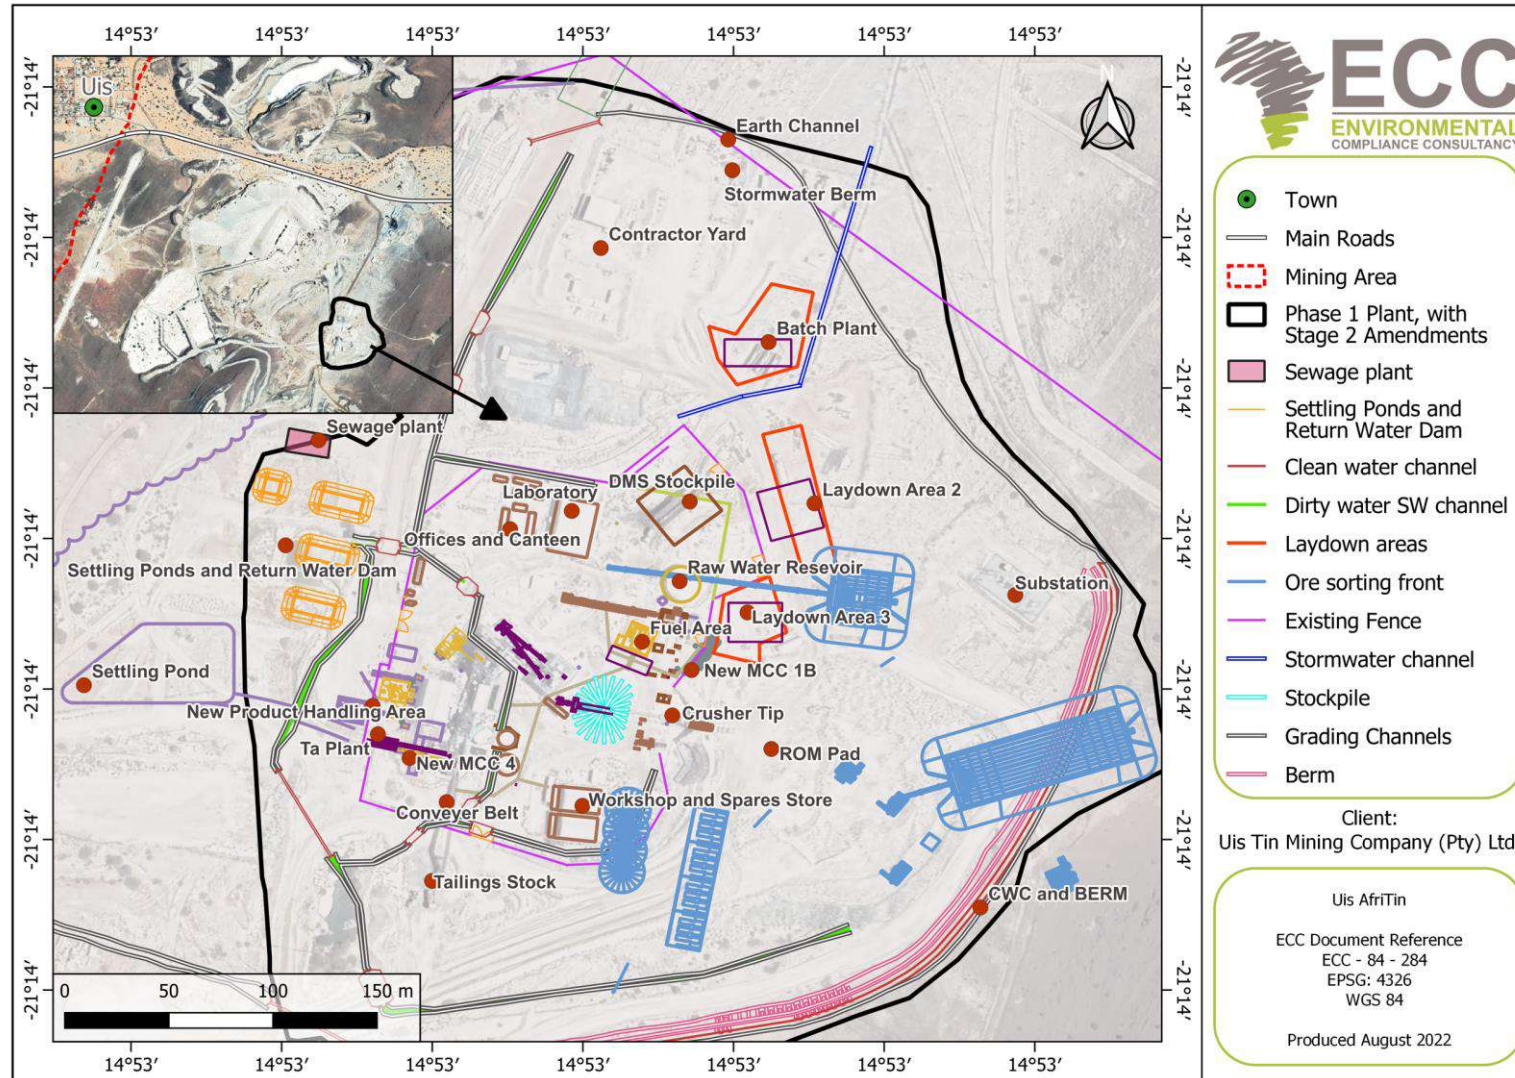 14°53' 14°53' 14°53' 14°53' 14°53' 14°53' 14°53'
-21°14'
-21°14'
-21°14'
-21°14'
-21°14'
-21°14'
-21°14'
-21°14'
-21°14'
-21°14'
-21°14'
-21°14'
-21°14'
-21°14'
Uis
N
Earth Channel
Stormwater Berm
Contractor Yard
Batch Plant
Sewage plant
DMS Stockpile
Laboratory
Laydown Area 2
Offices and Canteen
Settling Ponds and Return Water Dam
Raw Water Resevoir
Substation
Laydown Area 3
Fuel Area
Settling Pond
New MCC 1B
New Product Handling Area
Crusher Tip
Ta Plant
New MCC 4
ROM Pad
Conveyer Belt
Workshop and Spares Store
Tailings Stock
CWC and BERM
0 50 100 150 m
14°53' 14°53' 14°53' 14°53' 14°53' 14°53' 14°53'
ECC
ENVIRONMENTAL
COMPLIANCE CONSULTANCY
Town
Main Roads
Mining Area
Phase 1 Plant, with
Stage 2 Amendments
Sewage plant
Settling Ponds and
Return Water Dam
Clean water channel
Dirty water SW channel
Laydown areas
Ore sorting front
Existing Fence
Stormwater channel
Stockpile
Grading Channels
Berm
Client:
Uis Tin Mining Company (Pty) Ltd
Uis AfriTin
ECC Document Reference
ECC - 84 - 284
EPSG: 4326
WGS 84
Produced August 2022